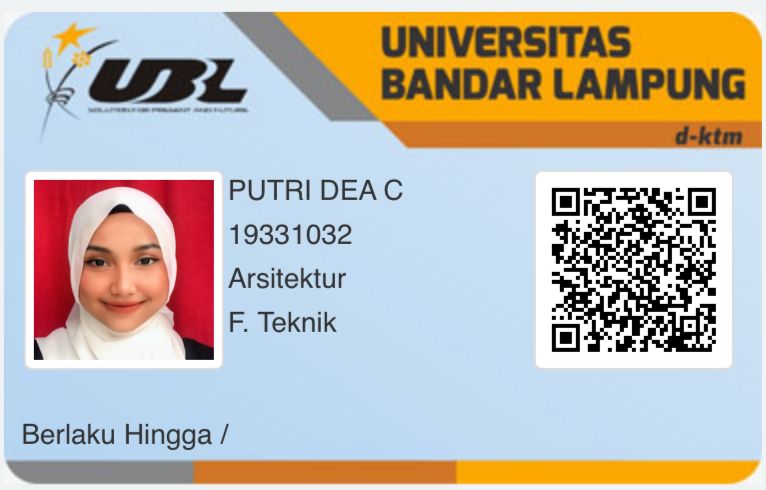 UBL
SOLUTION FOR PRESENT AND FUTURE
UNIVERSITAS
BANDAR LAMPUNG
d-ktm
PUTRI DEA C
19331032
Arsitektur
F. Teknik
Berlaku Hingga /